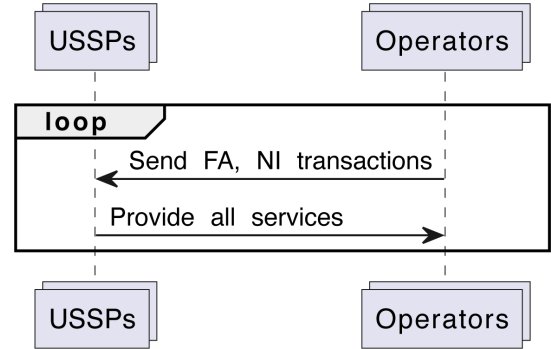 USSPs
Operators
loop
Send FA, NI transactions
Provide all services
USSPs
Operators